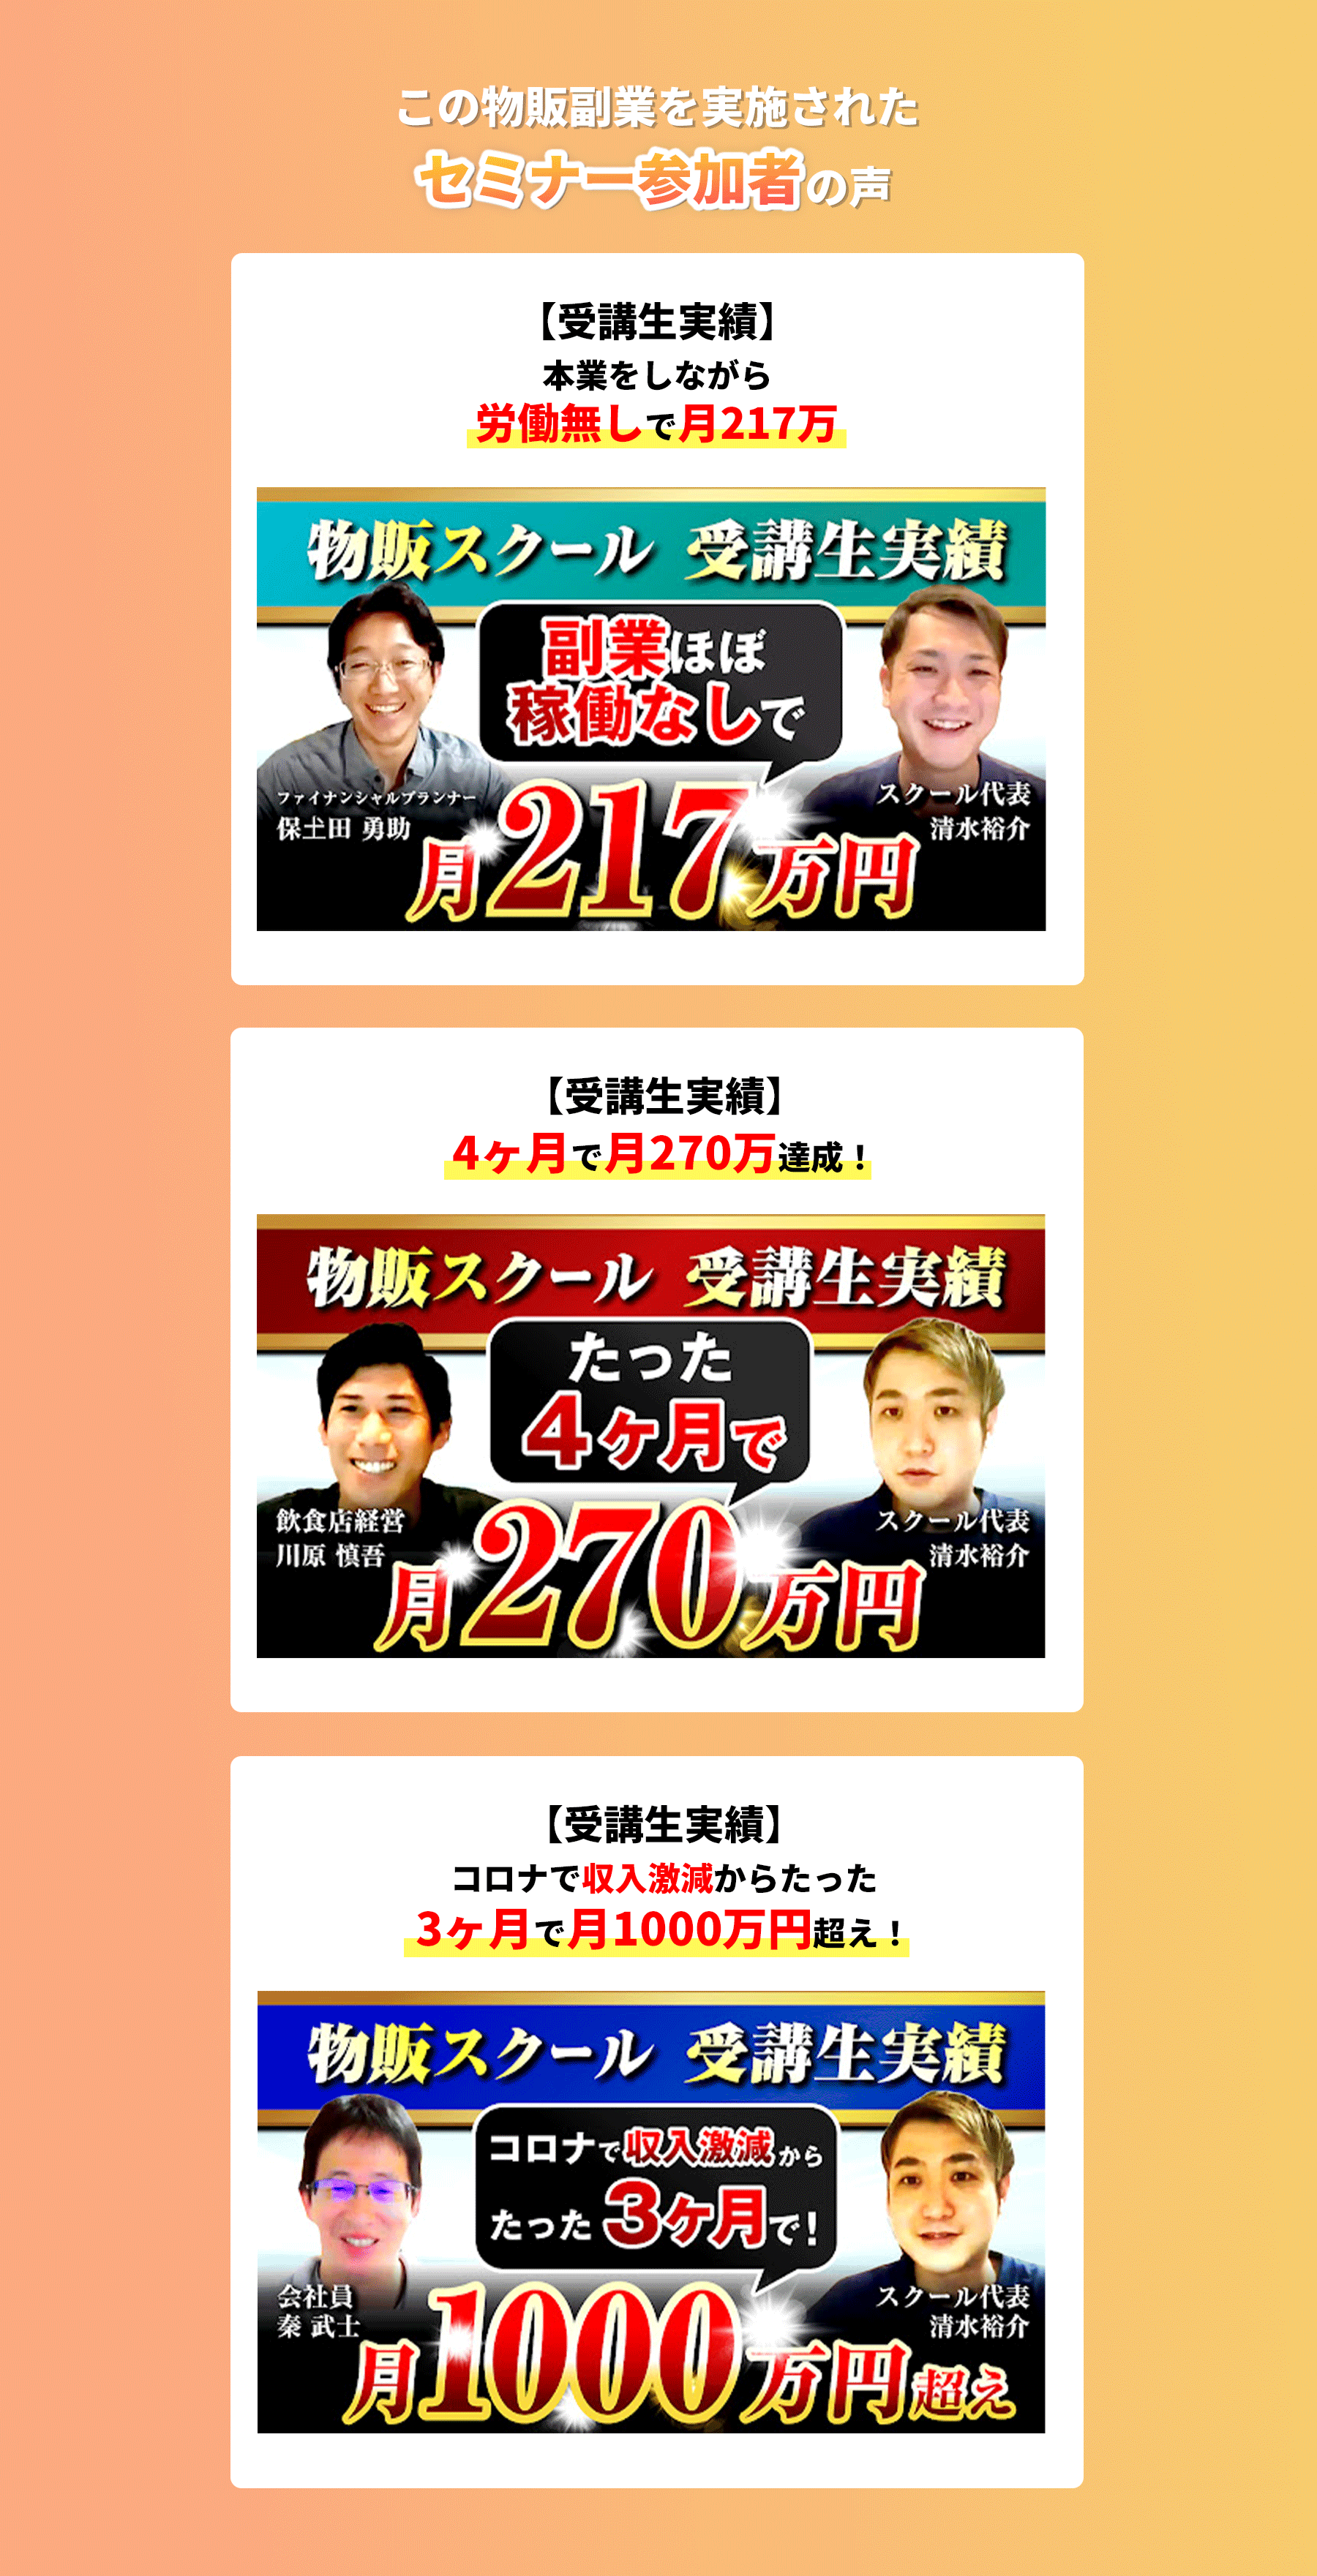 この物販副業を実施された
セミナー参加者の声
【受講生実績】
本業をしながら
労働無しで月217万
物販スクール 受講生実績
副業ほぼ
稼働なしで
ファイナンシャルプランナー
保土田 勇助
スクール代表
清水裕介
月217万円
【受講生実績】
4ヶ月で月270万達成！
物販スクール 受講生実績
たった
4ヶ月で
飲食店経営
川原 慎吾
スクール代表
清水裕介
月270万円
【受講生実績】
コロナで収入激減からたった
3ヶ月で月1000万円超え！
物販スクール 受講生実績
コロナで収入激減から
たった3ヶ月で!
会社員
秦 武士
スクール代表
清水裕介
月1000万円超え